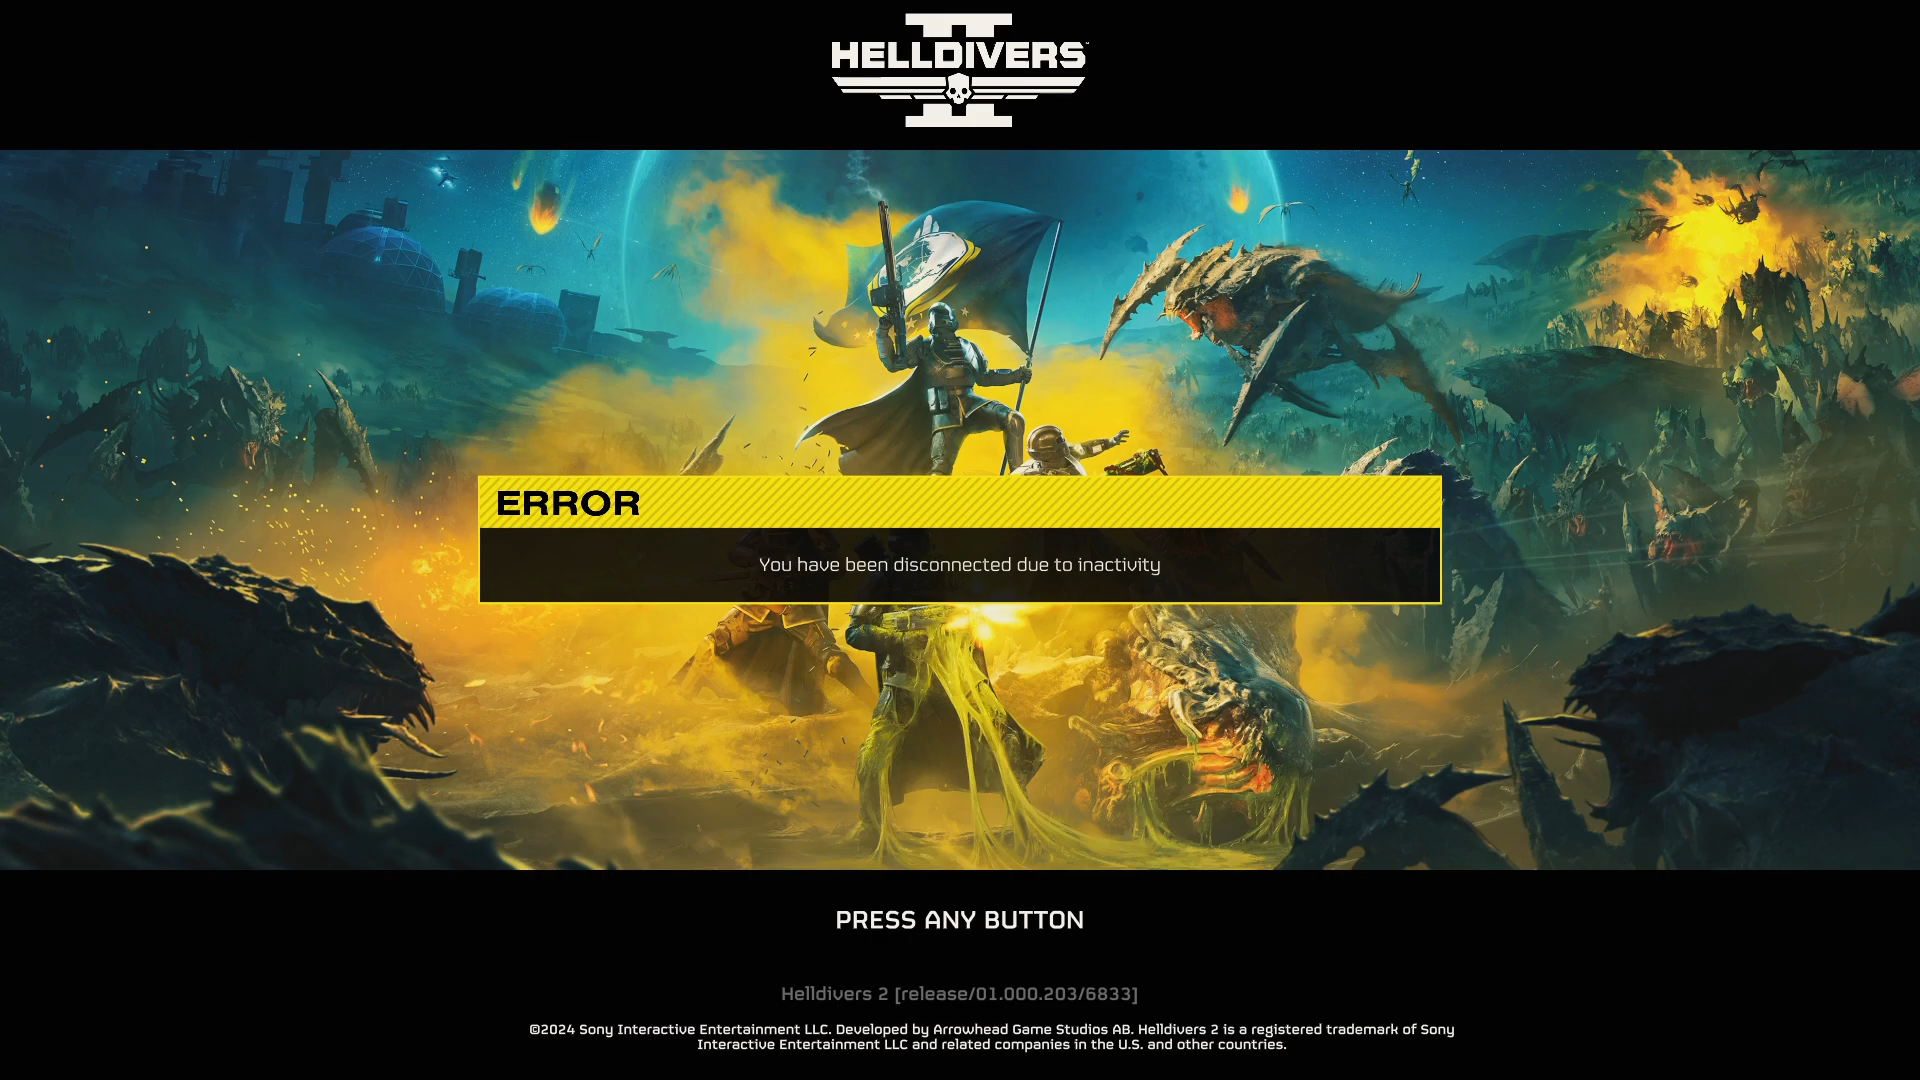 HELLDIVERS™
II
ERROR
You have been disconnected due to inactivity
PRESS ANY BUTTON
Helldivers 2 [release/01.000.203/6833]
©2024 Sony Interactive Entertainment LLC. Developed by Arrowhead Game Studios AB. Helldivers 2 is a registered trademark of Sony
Interactive Entertainment LLC and related companies in the U.S. and other countries.